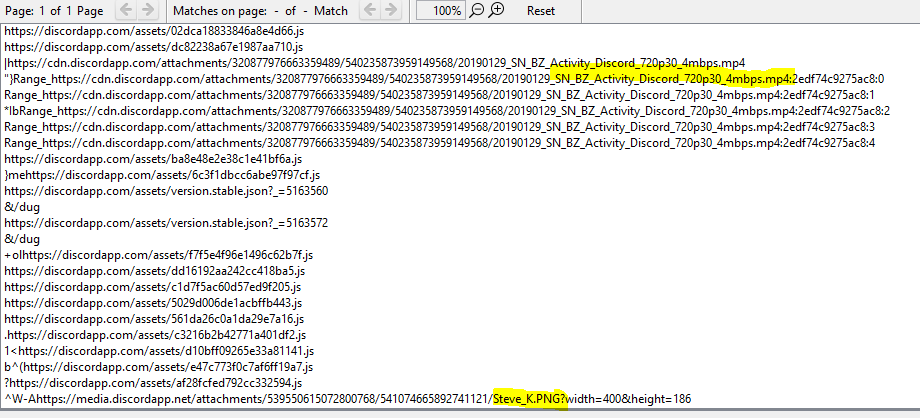 Page: 1 of 1 Page Matches on page: - of - Match 100% Reset
https://discordapp.com/assets/02dca18833846a8e4d66.js
https://discordapp.com/assets/dc82238a67e1987aa710.js
|https://cdn.discordapp.com/attachments/320877976663359489/540235873959149568/20190129_SN_BZ_Activity_Discord_720p30_4mbps.mp4
"}Range_https://cdn.discordapp.com/attachments/320877976663359489/540235873959149568/20190129_SN_BZ_Activity_Discord_720p30_4mbps.mp4:2edf74c9275ac8:0
Range_https://cdn.discordapp.com/attachments/320877976663359489/540235873959149568/20190129_SN_BZ_Activity_Discord_720p30_4mbps.mp4:2edf74c9275ac8:1
*lbRange_https://cdn.discordapp.com/attachments/320877976663359489/540235873959149568/20190129_SN_BZ_Activity_Discord_720p30_4mbps.mp4:2edf74c9275ac8:2
Range_https://cdn.discordapp.com/attachments/320877976663359489/540235873959149568/20190129_SN_BZ_Activity_Discord_720p30_4mbps.mp4:2edf74c9275ac8:3
Range_https://cdn.discordapp.com/attachments/320877976663359489/540235873959149568/20190129_SN_BZ_Activity_Discord_720p30_4mbps.mp4:2edf74c9275ac8:4
https://discordapp.com/assets/ba8e48e2e38c1e41bf6a.js
}mehttps://discordapp.com/assets/6c3f1dbcc6abe97f97cf.js
https://discordapp.com/assets/version.stable.json?_=5163560
&/dug
https://discordapp.com/assets/version.stable.json?_=5163572
&/dug
+olhttps://discordapp.com/assets/f7f5e4f96e1496c62b7f.js
https://discordapp.com/assets/dd16192aa242cc418ba5.js
https://discordapp.com/assets/c1d7f5ac60d57ed9f205.js
https://discordapp.com/assets/5029d006de1acbffb443.js
https://discordapp.com/assets/561da26c0a1da29e7a16.js
.https://discordapp.com/assets/c3216b2b42771a401df2.js
1<https://discordapp.com/assets/d10bff09265e33a81141.js
b^(https://discordapp.com/assets/e47c773f0c7af6ff19a7.js
?https://discordapp.com/assets/af28fcfed792cc332594.js
^W-Ahttps://media.discordapp.net/attachments/539550615072800768/541074665892741121/Steve_K.PNG?width=400&height=186